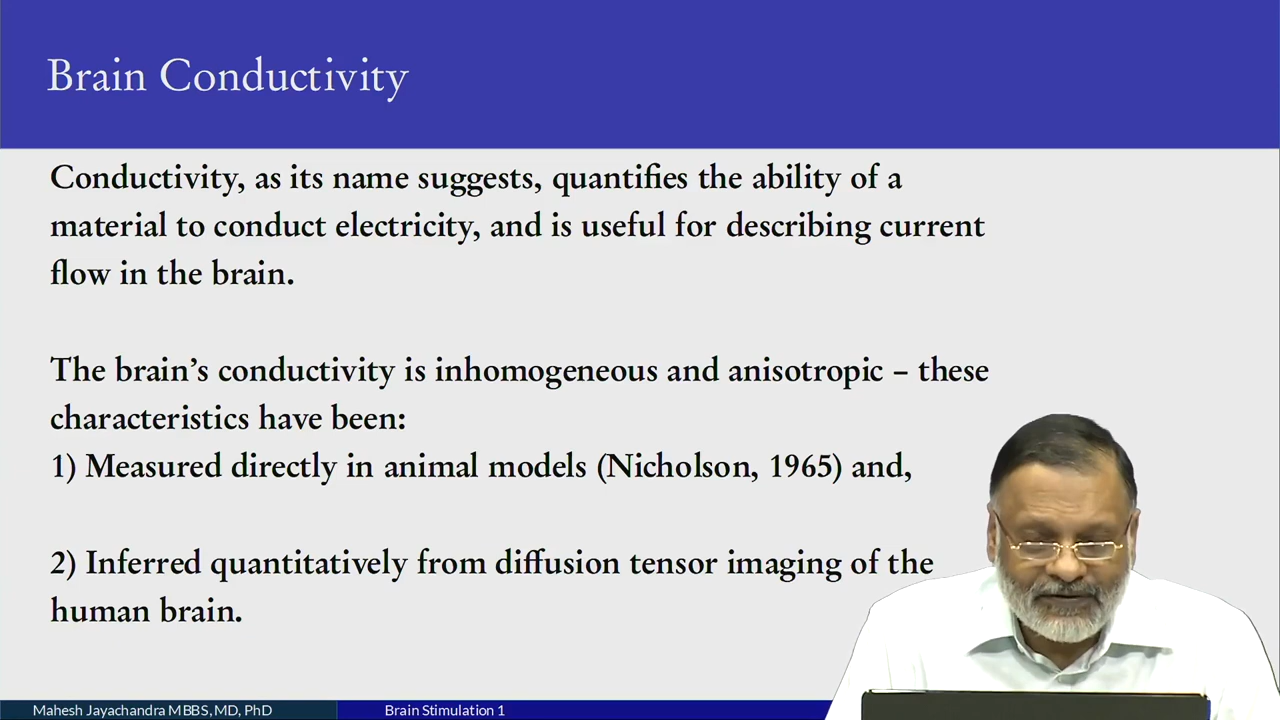 Brain Conductivity
Conductivity, as its name suggests, quantifies the ability of a
material to conduct electricity, and is useful for describing current
flow in the brain.
The brain’s conductivity is inhomogeneous and anisotropic – these
characteristics have been:
1) Measured directly in animal models (Nicholson, 1965) and,
2) Inferred quantitatively from diffusion tensor imaging of the
human brain.
Mahesh Jayachandra MBBS, MD, PhD
Brain Stimulation 1